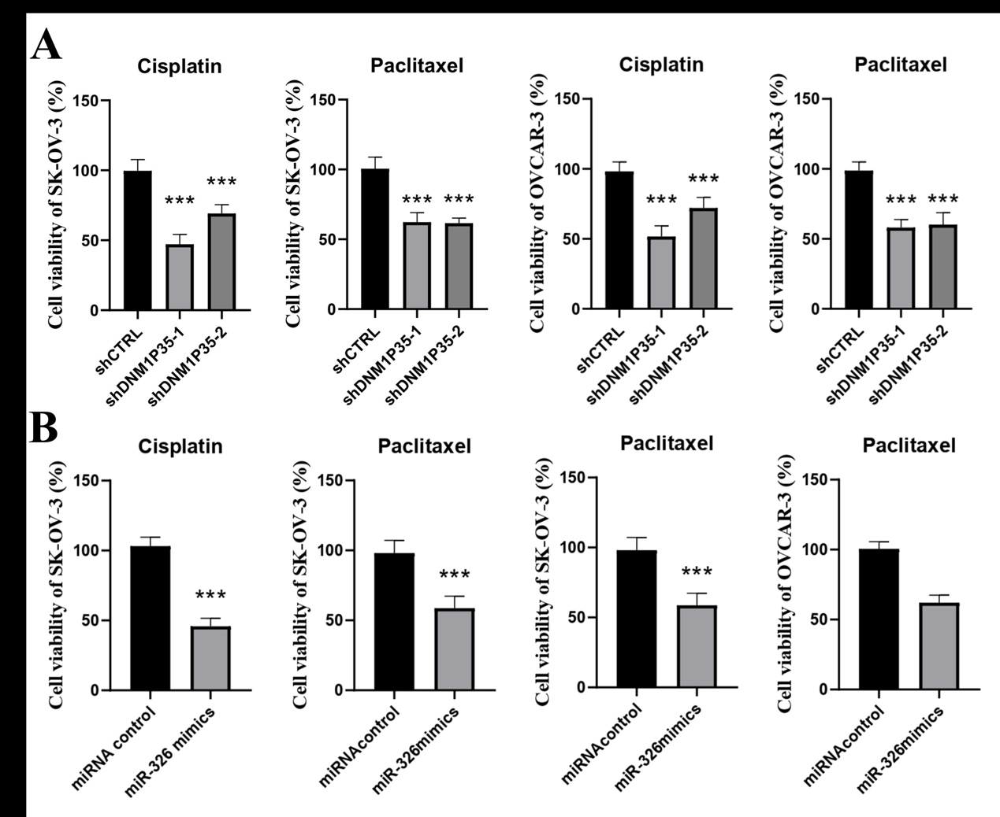 A
Cisplatin
Cell viability of SK-OV-3 (%)
150
100
50
0
***
***
shCTRL
shDNM1P35-1
shDNM1P35-2
Paclitaxel
Cell viability of SK-OV-3 (%)
150
100
50
0
***
***
shCTRL
shDNM1P35-1
shDNM1P35-2
Cisplatin
Cell viability of OVCAR-3 (%)
150
100
50
0
***
***
shCTRL
shDNM1P35-1
shDNM1P35-2
Paclitaxel
Cell viability of OVCAR-3 (%)
150
100
50
0
***
***
shCTRL
shDNM1P35-1
shDNM1P35-2
B
Cisplatin
Cell viability of SK-OV-3 (%)
150
100
50
0
***
miRNA control
miR-326 mimics
Paclitaxel
Cell viability of SK-OV-3 (%)
150
100
50
0
***
miRNAcontrol
miR-326mimics
Paclitaxel
Cell viability of SK-OV-3 (%)
150
100
50
0
***
miRNAcontrol
miR-326mimics
Paclitaxel
Cell viability of OVCAR-3 (%)
150
100
50
0
miRNAcontrol
miR-326mimics